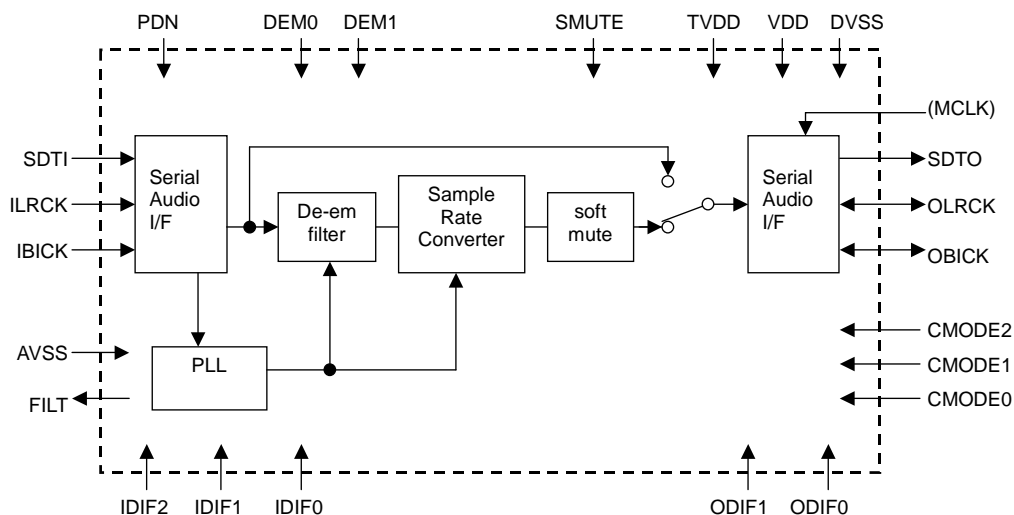 PDN DEM0 DEM1 SMUTE TVDD VDD DVSS
(MCLK)
SDTI
ILRCK
IBICK
Serial
Audio
I/F
De-em
filter
Sample
Rate
Converter
soft
mute
Serial
Audio
I/F
SDTO
OLRCK
OBICK
AVSS
FILT
PLL
CMODE2
CMODE1
CMODE0
IDIF2 IDIF1 IDIF0 ODIF1 ODIF0